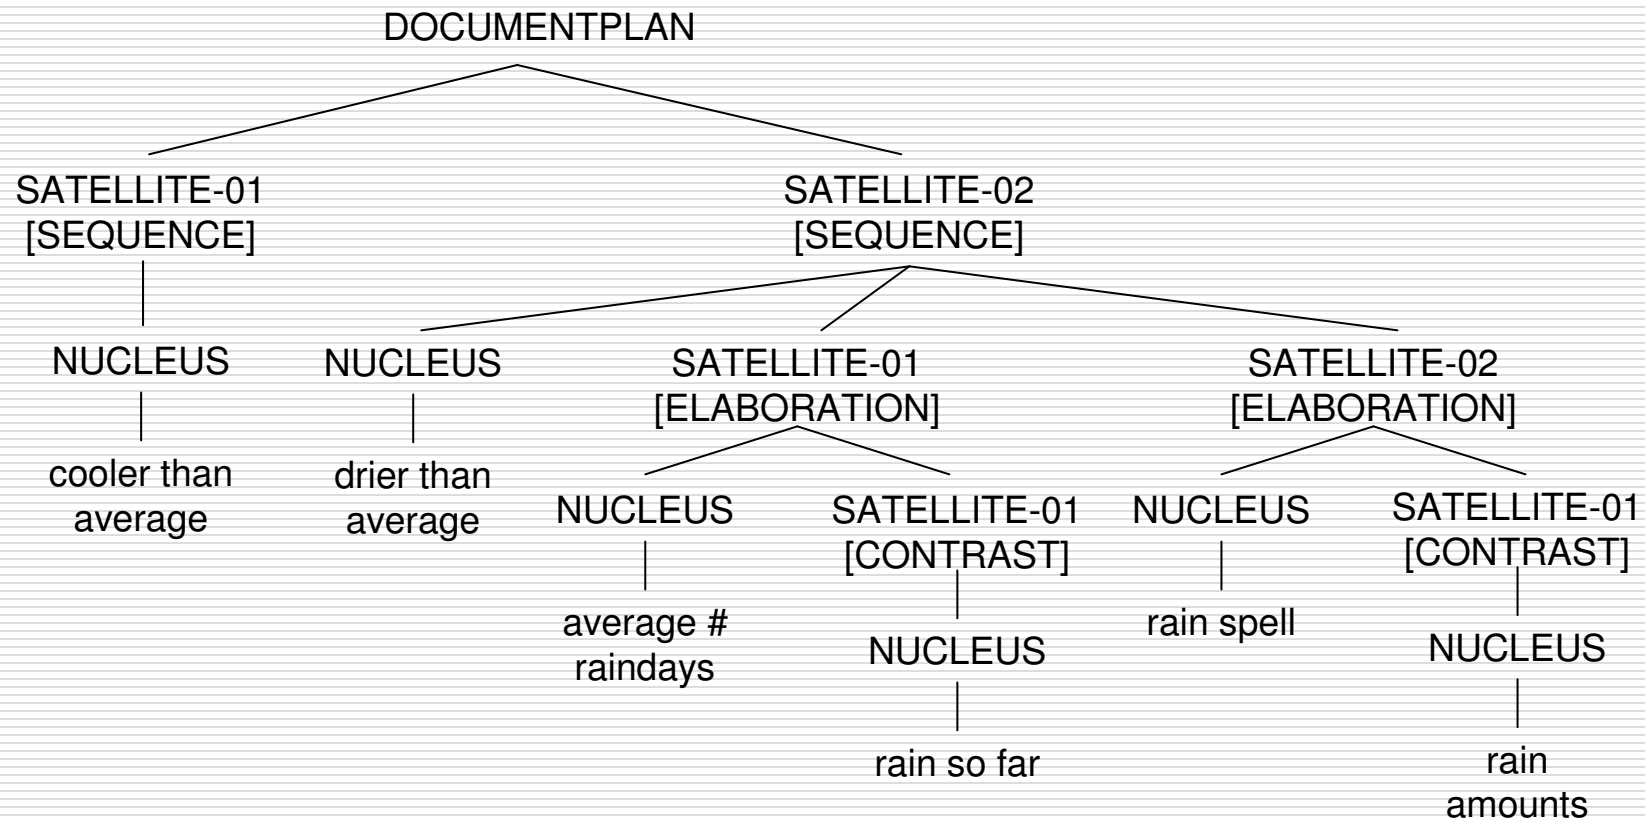 DOCUMENTPLAN
SATELLITE-01
[SEQUENCE]
SATELLITE-02
[SEQUENCE]
NUCLEUS
NUCLEUS
SATELLITE-01
[ELABORATION]
SATELLITE-02
[ELABORATION]
cooler than
average
drier than
average
NUCLEUS
SATELLITE-01
[CONTRAST]
NUCLEUS
SATELLITE-01
[CONTRAST]
average #
raindays
NUCLEUS
rain spell
NUCLEUS
rain so far
rain
amounts